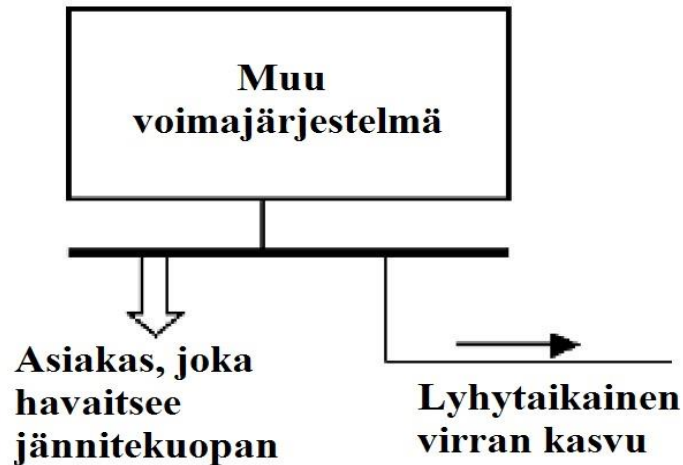 Muu
voimajärjestelmä
Asiakas, joka
havaitsee
jännitekuopan
Lyhytaikainen
virran kasvu